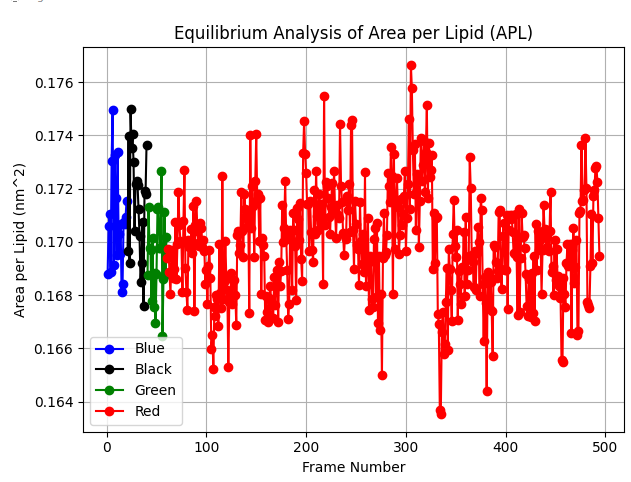 Equilibrium Analysis of Area per Lipid (APL)
0.176
0.174
0.172
0.170
0.168
0.166
0.164
Area per Lipid (nm^2)
Blue
Black
Green
Red
0 100 200 300 400 500
Frame Number